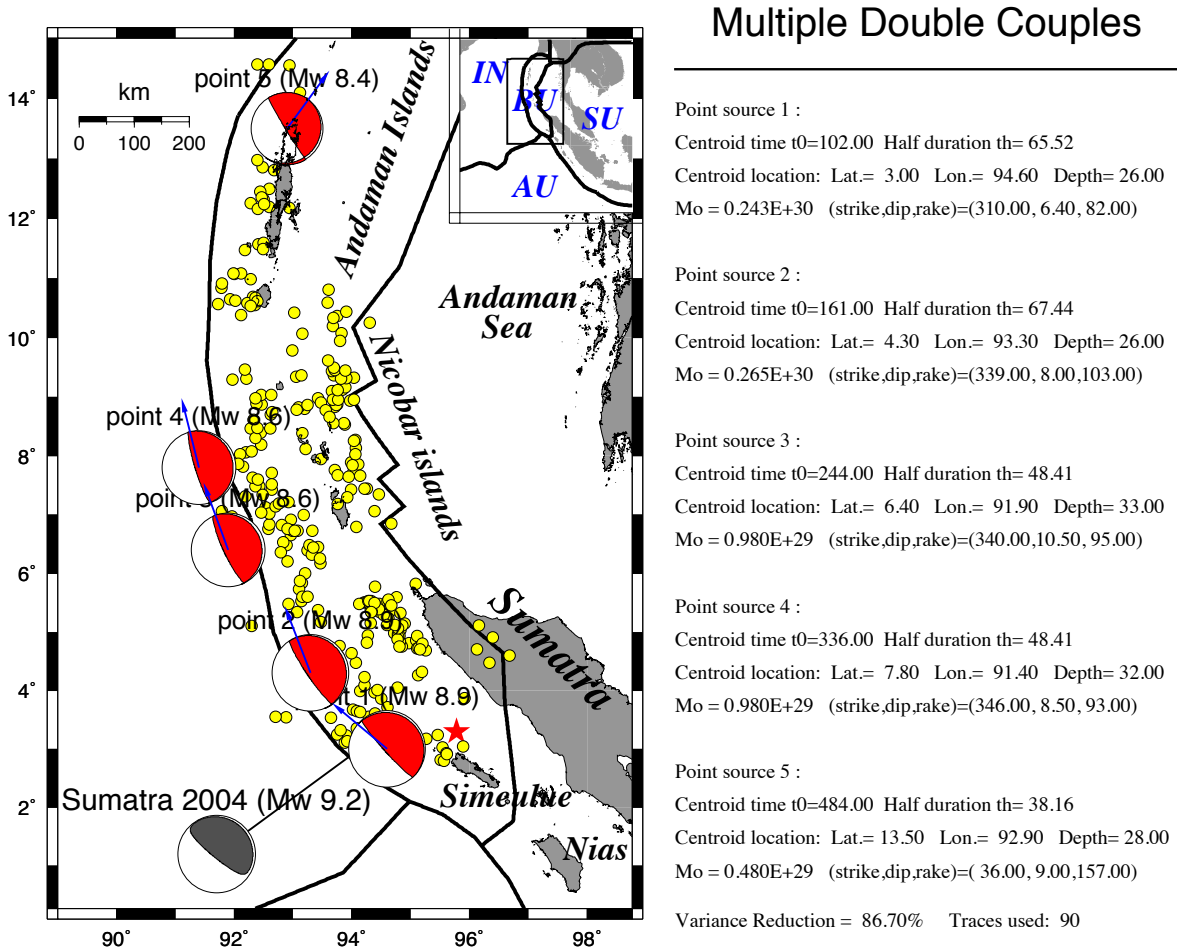 Multiple Double Couples
Point source 1 :
Centroid time t0=102.00 Half duration th= 65.52
Centroid location: Lat.= 3.00 Lon.= 94.60 Depth= 26.00
Mo = 0.243E+30 (strike,dip,rake)=(310.00, 6.40, 82.00)
Point source 2 :
Centroid time t0=161.00 Half duration th= 67.44
Centroid location: Lat.= 4.30 Lon.= 93.30 Depth= 26.00
Mo = 0.265E+30 (strike,dip,rake)=(339.00, 8.00,103.00)
Point source 3 :
Centroid time t0=244.00 Half duration th= 48.41
Centroid location: Lat.= 6.40 Lon.= 91.90 Depth= 33.00
Mo = 0.980E+29 (strike,dip,rake)=(340.00,10.50, 95.00)
Point source 4 :
Centroid time t0=336.00 Half duration th= 48.41
Centroid location: Lat.= 7.80 Lon.= 91.40 Depth= 32.00
Mo = 0.980E+29 (strike,dip,rake)=(346.00, 8.50, 93.00)
Point source 5 :
Centroid time t0=484.00 Half duration th= 38.16
Centroid location: Lat.= 13.50 Lon.= 92.90 Depth= 28.00
Mo = 0.480E+29 (strike,dip,rake)=( 36.00, 9.00,157.00)
Variance Reduction = 86.70% Traces used: 90
point 5 (Mw 8.4)
km
0 100 200
IN
BU
SU
AU
Andaman Islands
Andaman
Sea
Nicobar islands
point 4 (Mw 8.6)
(Mw 8.6)
point 2 (Mw 8.9)
1 (Mw 8.9)
Sumatra
Sumatra 2004 (Mw 9.2)
Simeulue
Nias
14˚
12˚
10˚
8˚
6˚
4˚
2˚
90˚ 92˚ 94˚ 96˚ 98˚